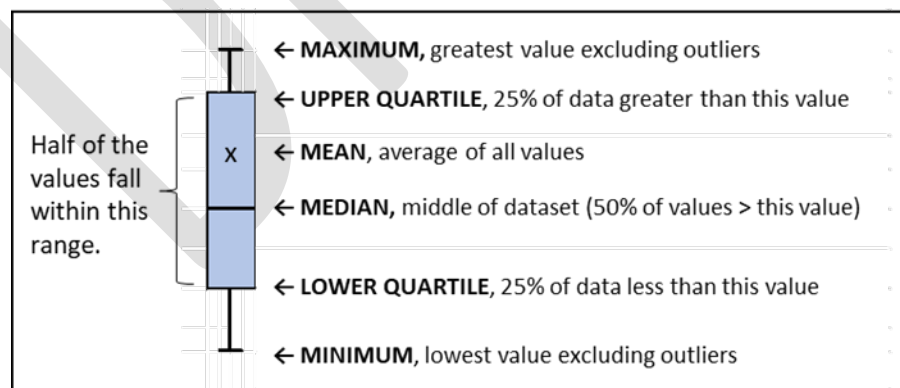 ← MAXIMUM, greatest value excluding outliers
← UPPER QUARTILE, 25% of data greater than this value
Half of the
values fall
within this
range.
x
← MEAN, average of all values
← MEDIAN, middle of dataset (50% of values > this value)
← LOWER QUARTILE, 25% of data less than this value
← MINIMUM, lowest value excluding outliers